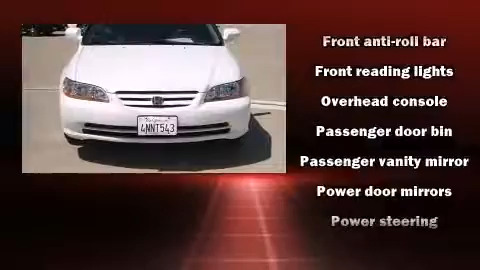 Front anti-roll bar
Front reading lights
Overhead console
Passenger door bin
Passenger vanity mirror
Power door mirrors
Power steering
4NNT543